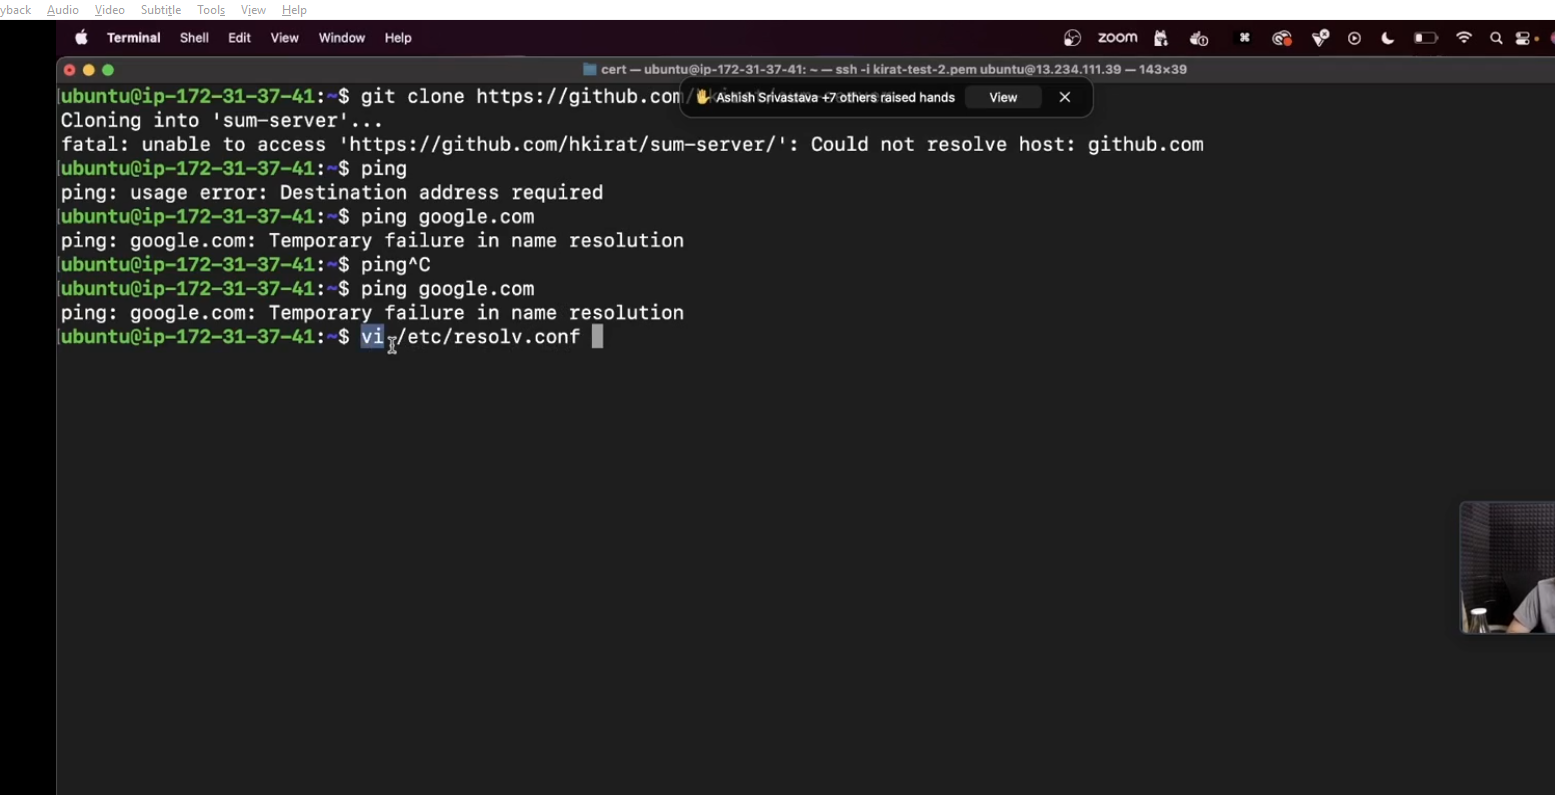 yback Audio Video Subtitle Tools View Help
Terminal Shell Edit View Window Help zoom
cert — ubuntu@ip-172-31-37-41: ~ — ssh -i kirat-test-2.pem ubuntu@13.234.111.39 — 143×39
ubuntu@ip-172-31-37-41:~$ git clone https://github.com/
Ashish Srivastava +7 others raised hands View
Cloning into 'sum-server'...
fatal: unable to access 'https://github.com/hkirat/sum-server/': Could not resolve host: github.com
ubuntu@ip-172-31-37-41:~$ ping
ping: usage error: Destination address required
ubuntu@ip-172-31-37-41:~$ ping google.com
ping: google.com: Temporary failure in name resolution
ubuntu@ip-172-31-37-41:~$ ping^C
ubuntu@ip-172-31-37-41:~$ ping google.com
ping: google.com: Temporary failure in name resolution
ubuntu@ip-172-31-37-41:~$ vi /etc/resolv.conf